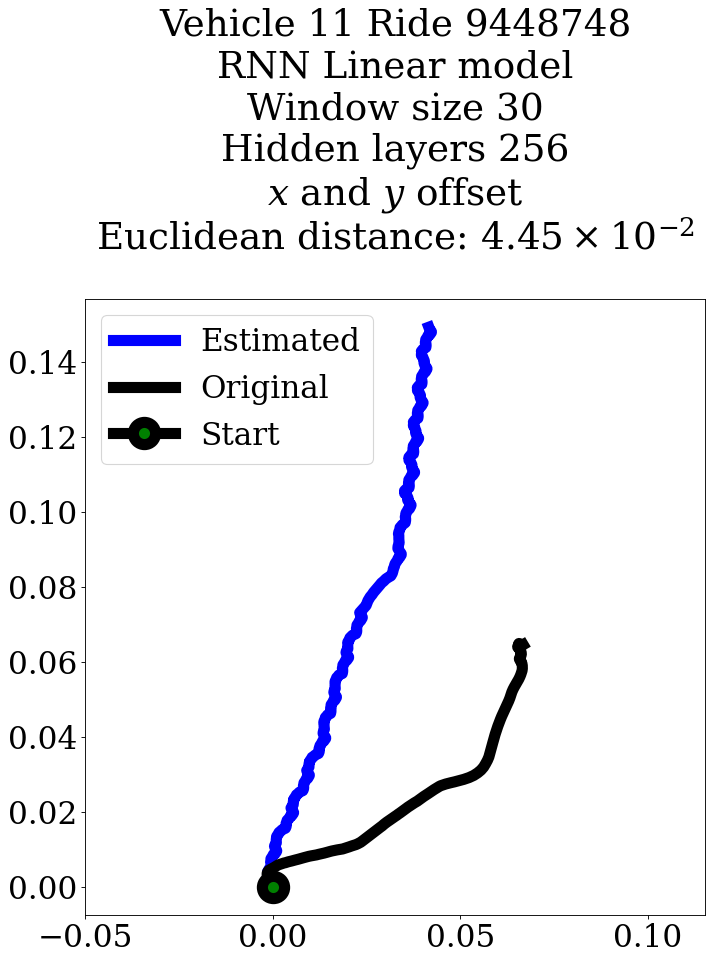 Vehicle 11 Ride 9448748
RNN Linear model
Window size 30
Hidden layers 256
x and y offset
Euclidean distance: 4.45 × 10⁻²
Estimated
Original
Start
0.14
0.12
0.10
0.08
0.06
0.04
0.02
0.00
−0.05 0.00 0.05 0.10